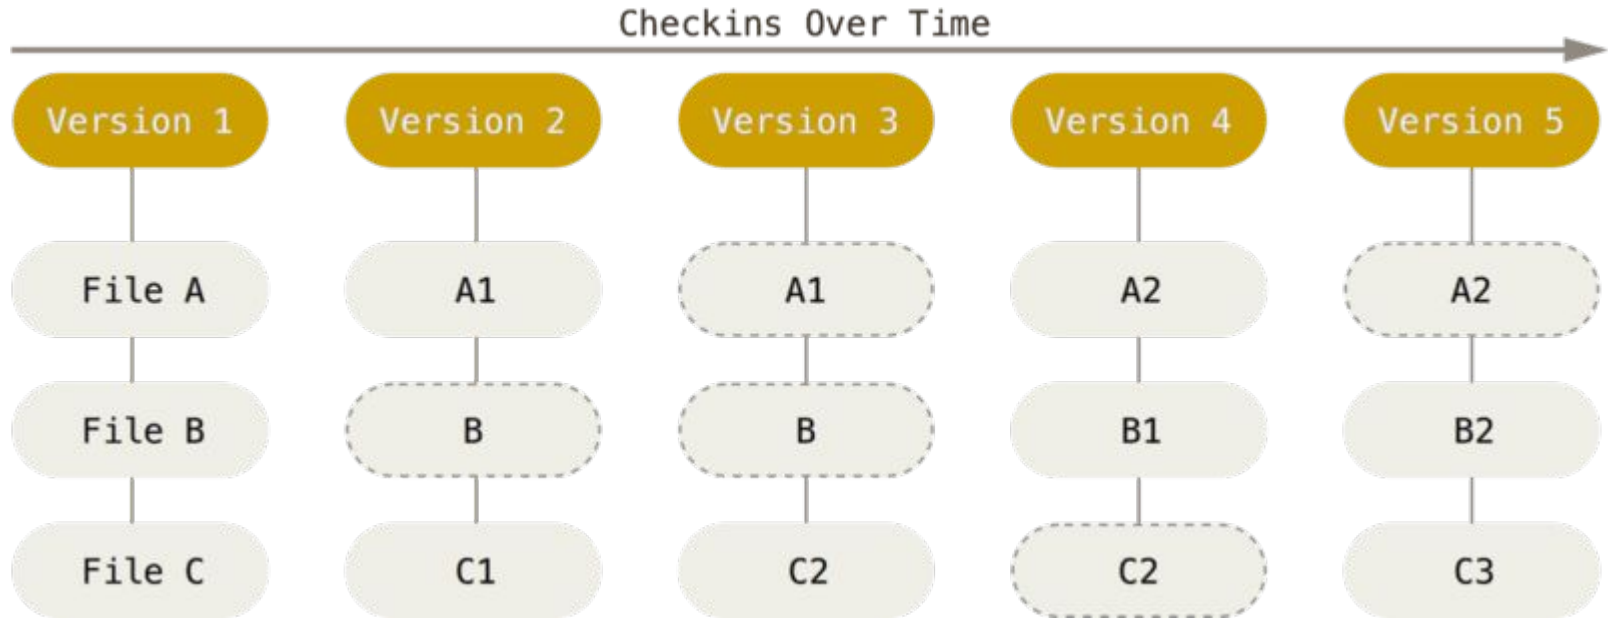 Checkins Over Time
Version 1 Version 2 Version 3 Version 4 Version 5
File A A1 A1 A2 A2
File B B B B1 B2
File C C1 C2 C2 C3